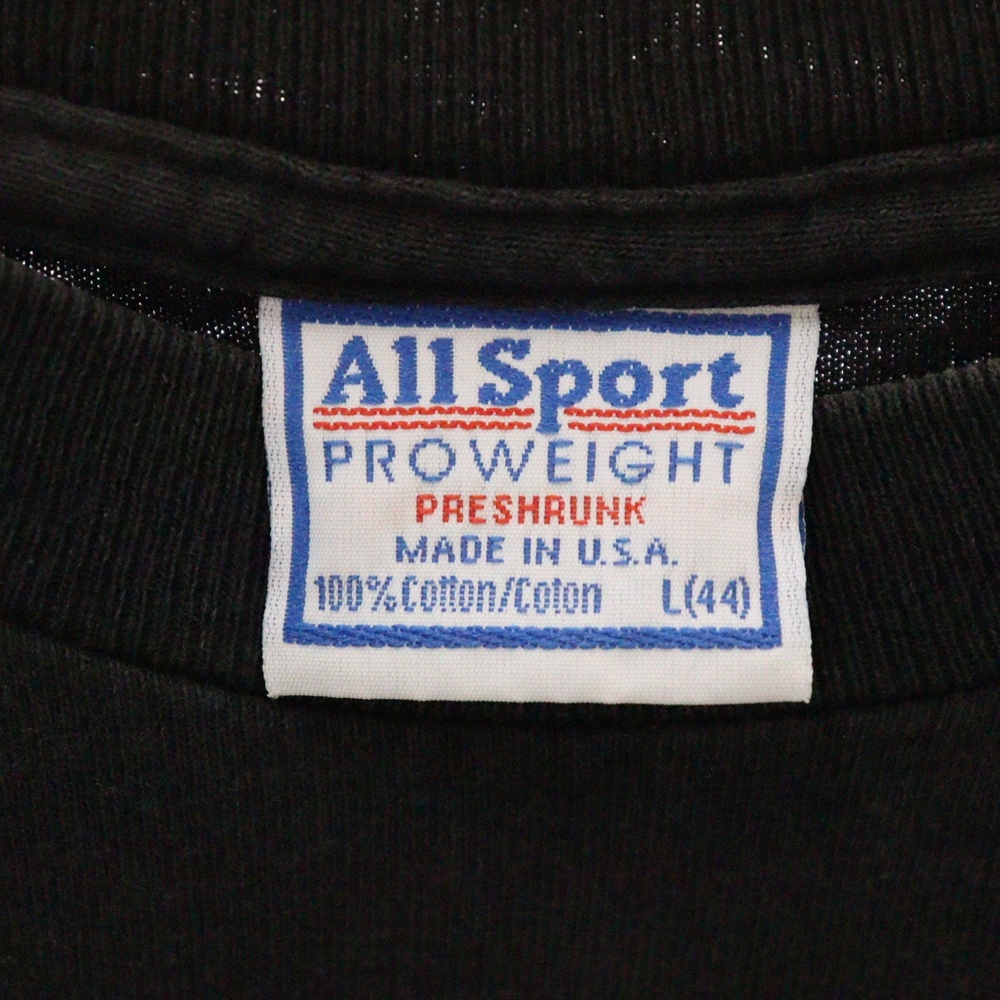 All Sport
PROWEIGHT
PRESHRUNK
MADE IN U.S.A.
100% Cotton/Coton L(44)